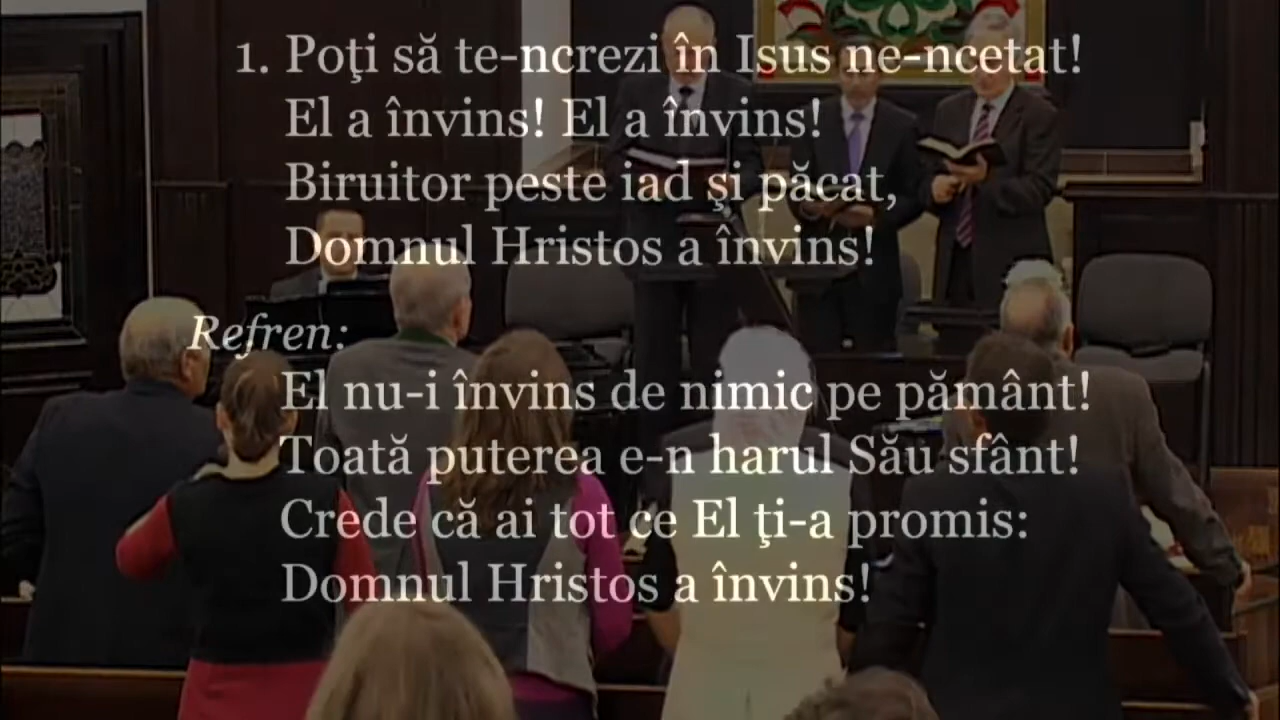 1. Poţi să te-ncrezi în Isus ne-ncetat!
El a învins! El a învins!
Biruitor peste iad şi păcat,
Domnul Hristos a învins!
Refren:
El nu-i învins de nimic pe pământ!
Toată puterea e-n harul Său sfânt!
Crede că ai tot ce El ţi-a promis:
Domnul Hristos a învins!